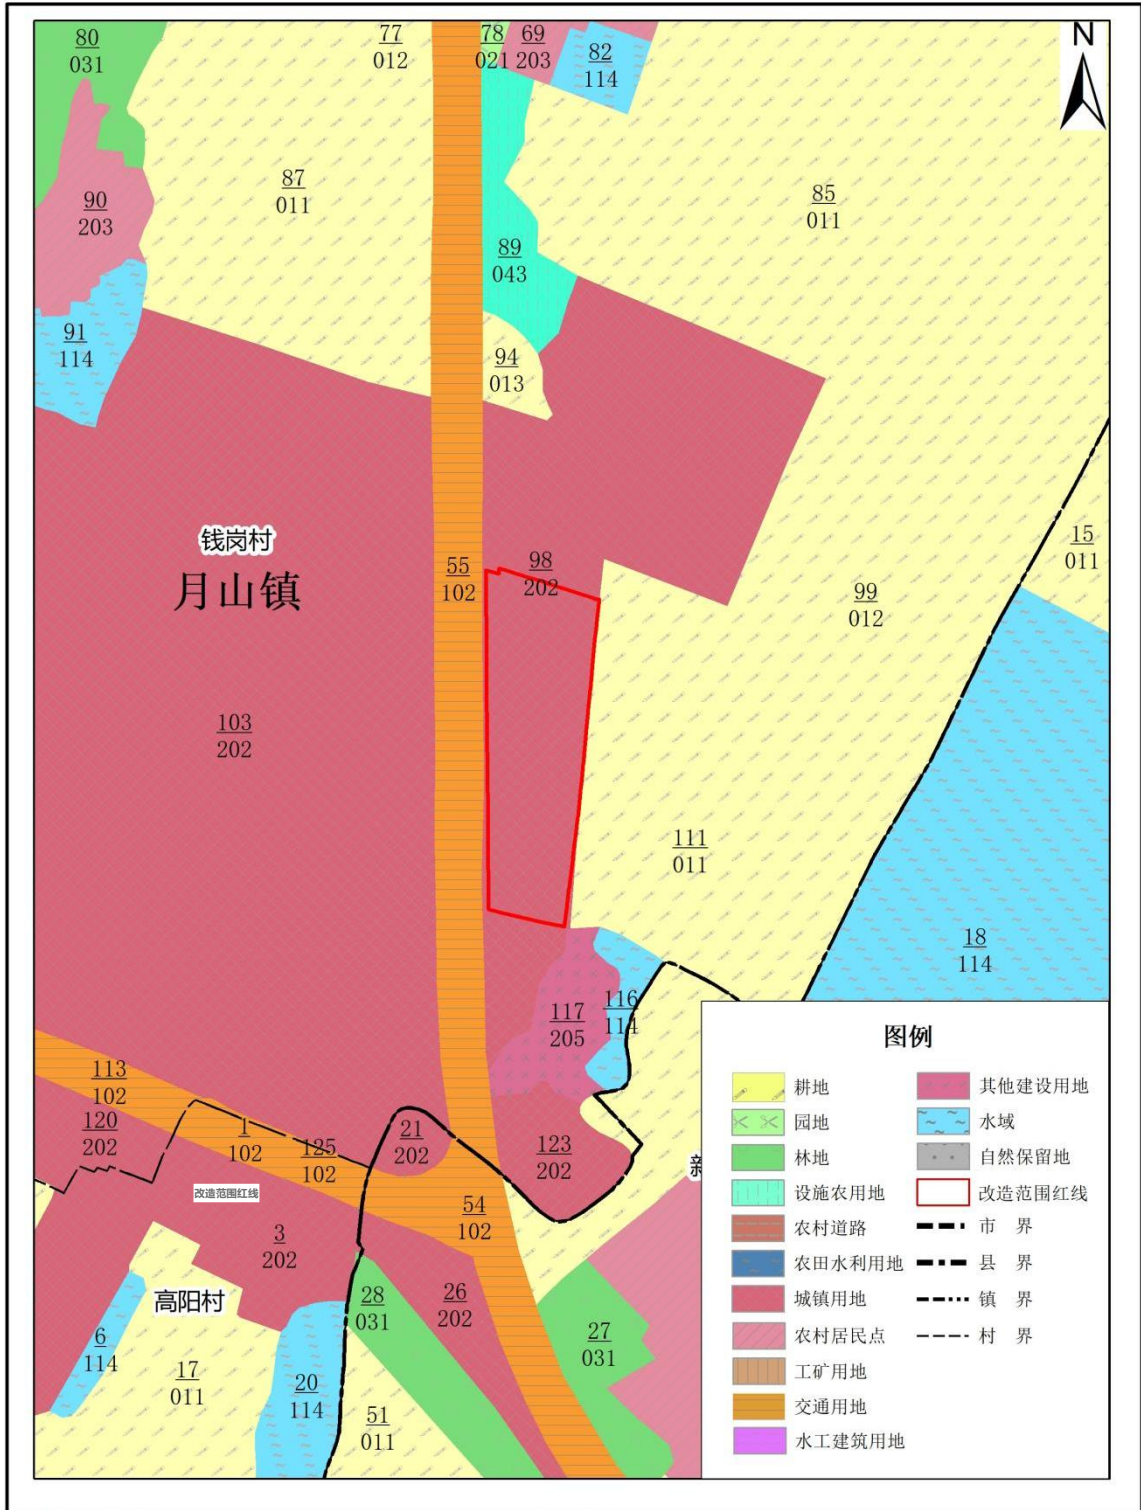 80
031
77
012
78
021
69
203
82
114
N
87
011
85
011
90
203
89
043
91
114
94
013
15
011
钱岗村
月山镇
55
102
98
202
99
012
103
202
111
011
18
114
117
205
116
114
113
102
120
202
1
102
125
102
21
202
123
202
改造范围红线
54
102
3
202
高阳村
28
031
26
202
27
031
6
114
17
011
20
114
51
011
图例
耕地
园地
林地
设施农用地
农村道路
农田水利用地
城镇用地
农村居民点
工矿用地
交通用地
水工建筑用地
其他建设用地
水域
自然保留地
改造范围红线
市 界
县 界
镇 界
村 界